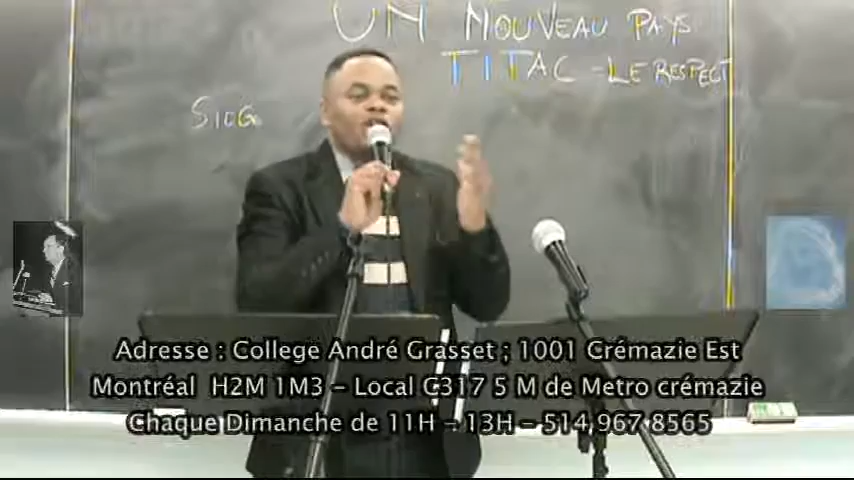 UN NOUVEAU PAYS
TITAC - LE RESPECT
Adresse : College André Grasset ; 1001 Crémazie Est
Montréal H2M 1M3 - Local G317 5 M de Metro crémazie
Chaque Dimanche de 11H - 13H - 514 967 8565